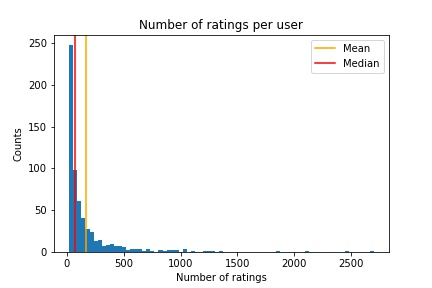 Number of ratings per user
Mean
Median
Counts
250
200
150
100
50
0
0 500 1000 1500 2000 2500
Number of ratings